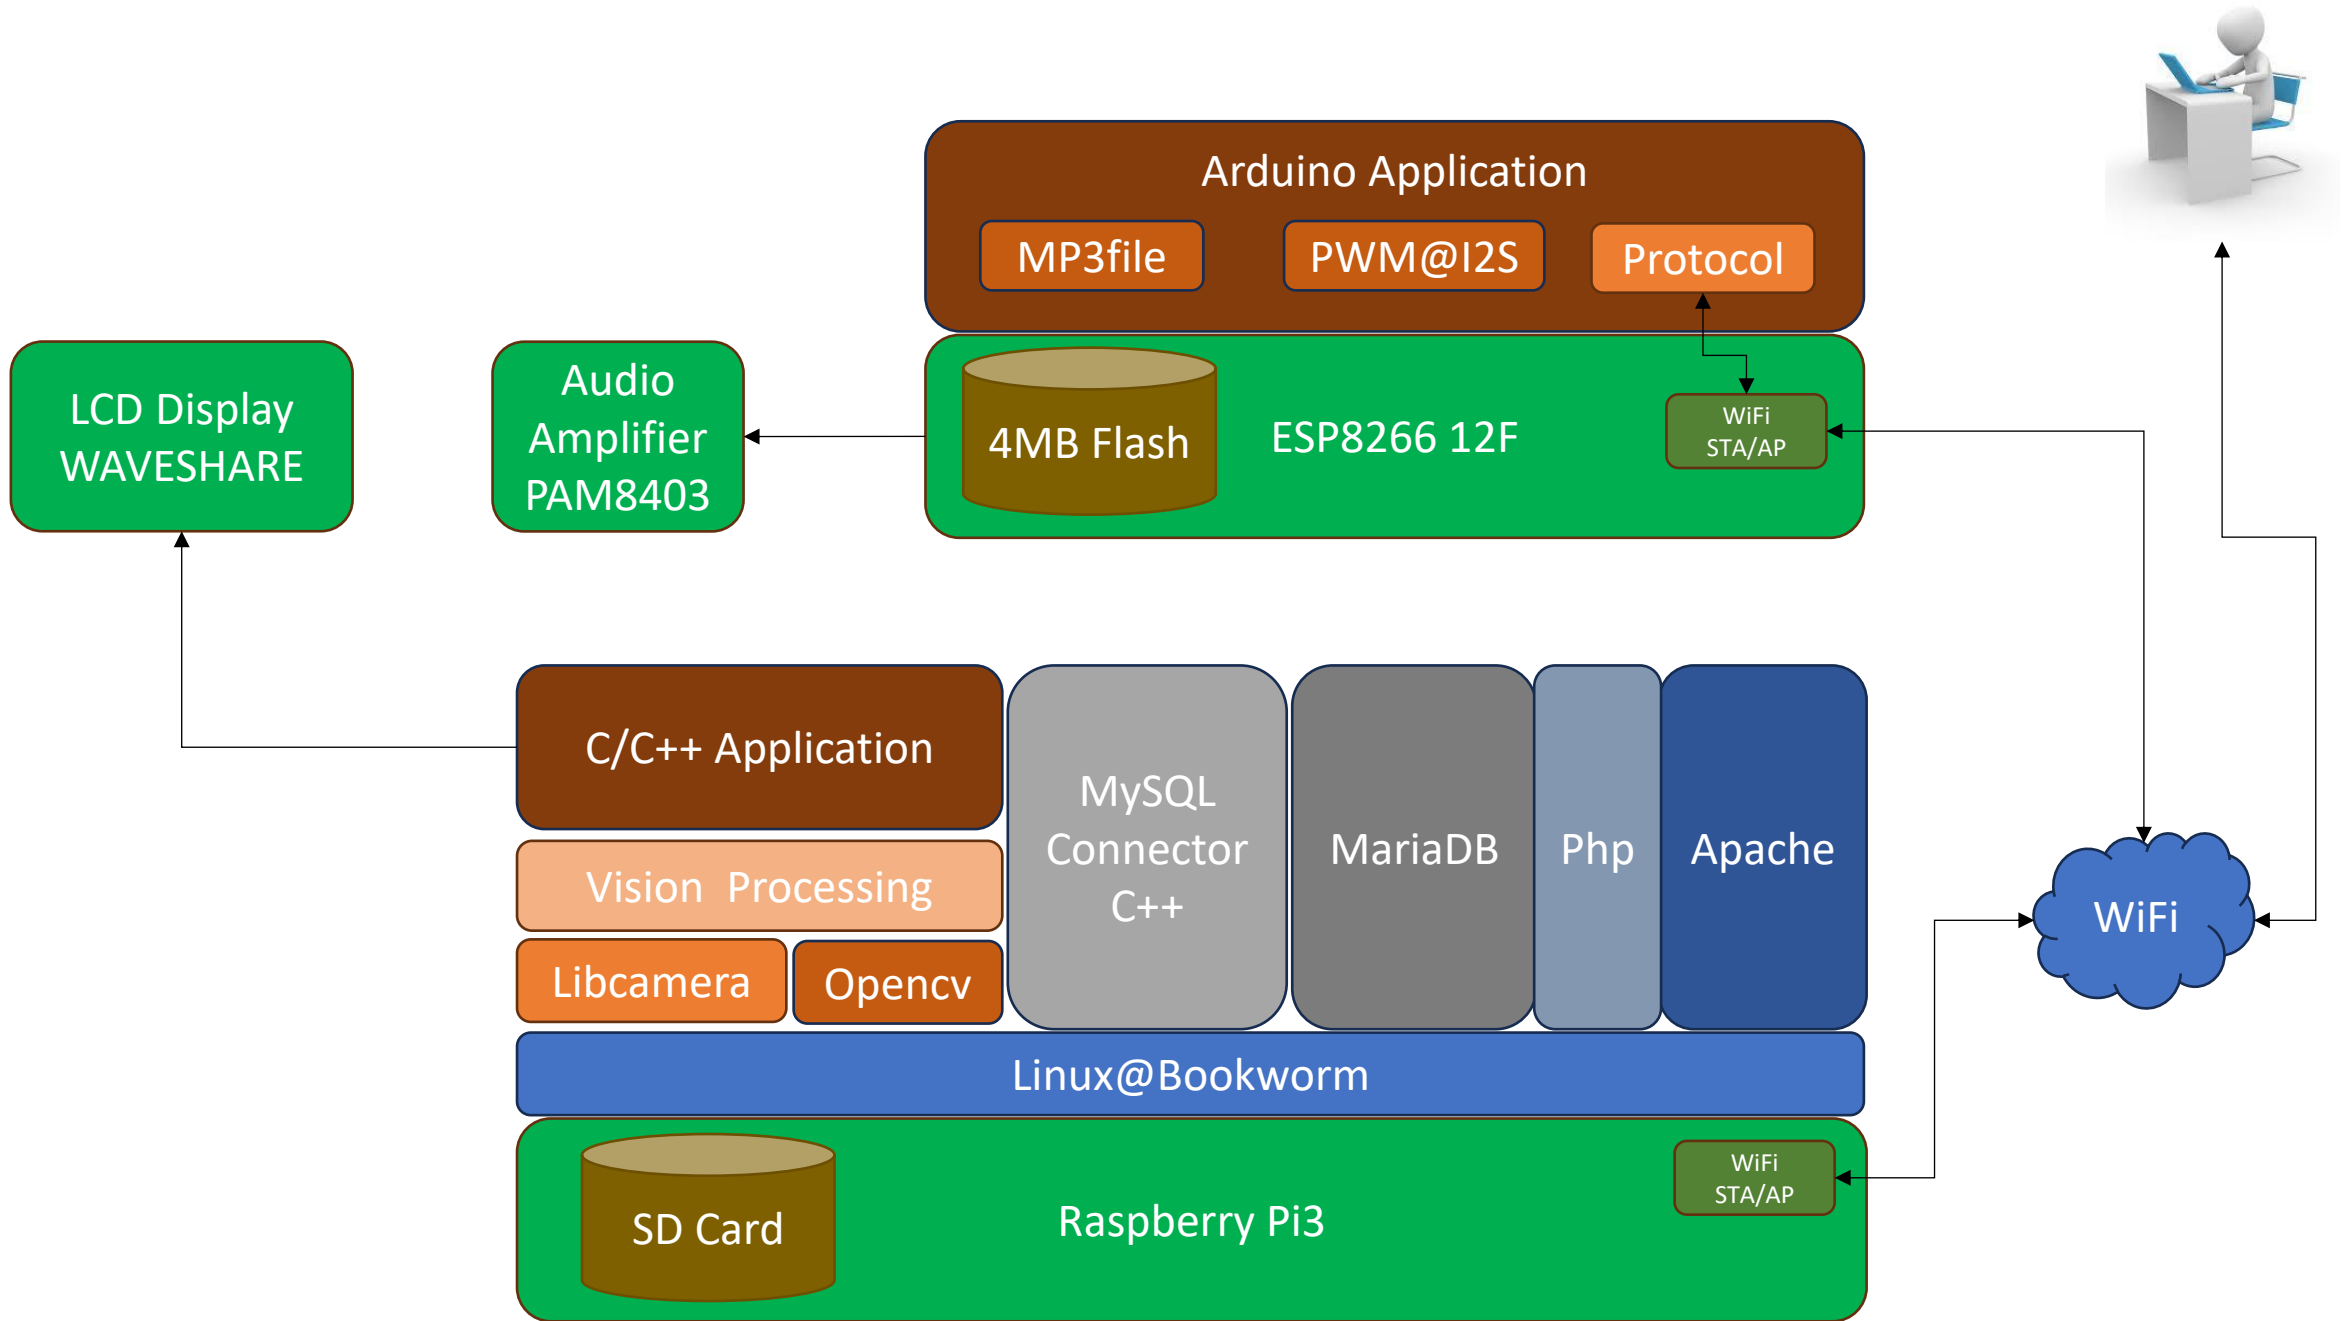 Arduino Application
MP3file
PWM@I2S
Protocol
LCD Display
WAVESHARE
Audio
Amplifier
PAM8403
4MB Flash
ESP8266 12F
WiFi
STA/AP
C/C++ Application
Vision  Processing
Libcamera
Opencv
MySQL
Connector
C++
MariaDB
Php
Apache
WiFi
Linux@Bookworm
SD Card
Raspberry Pi3
WiFi
STA/AP